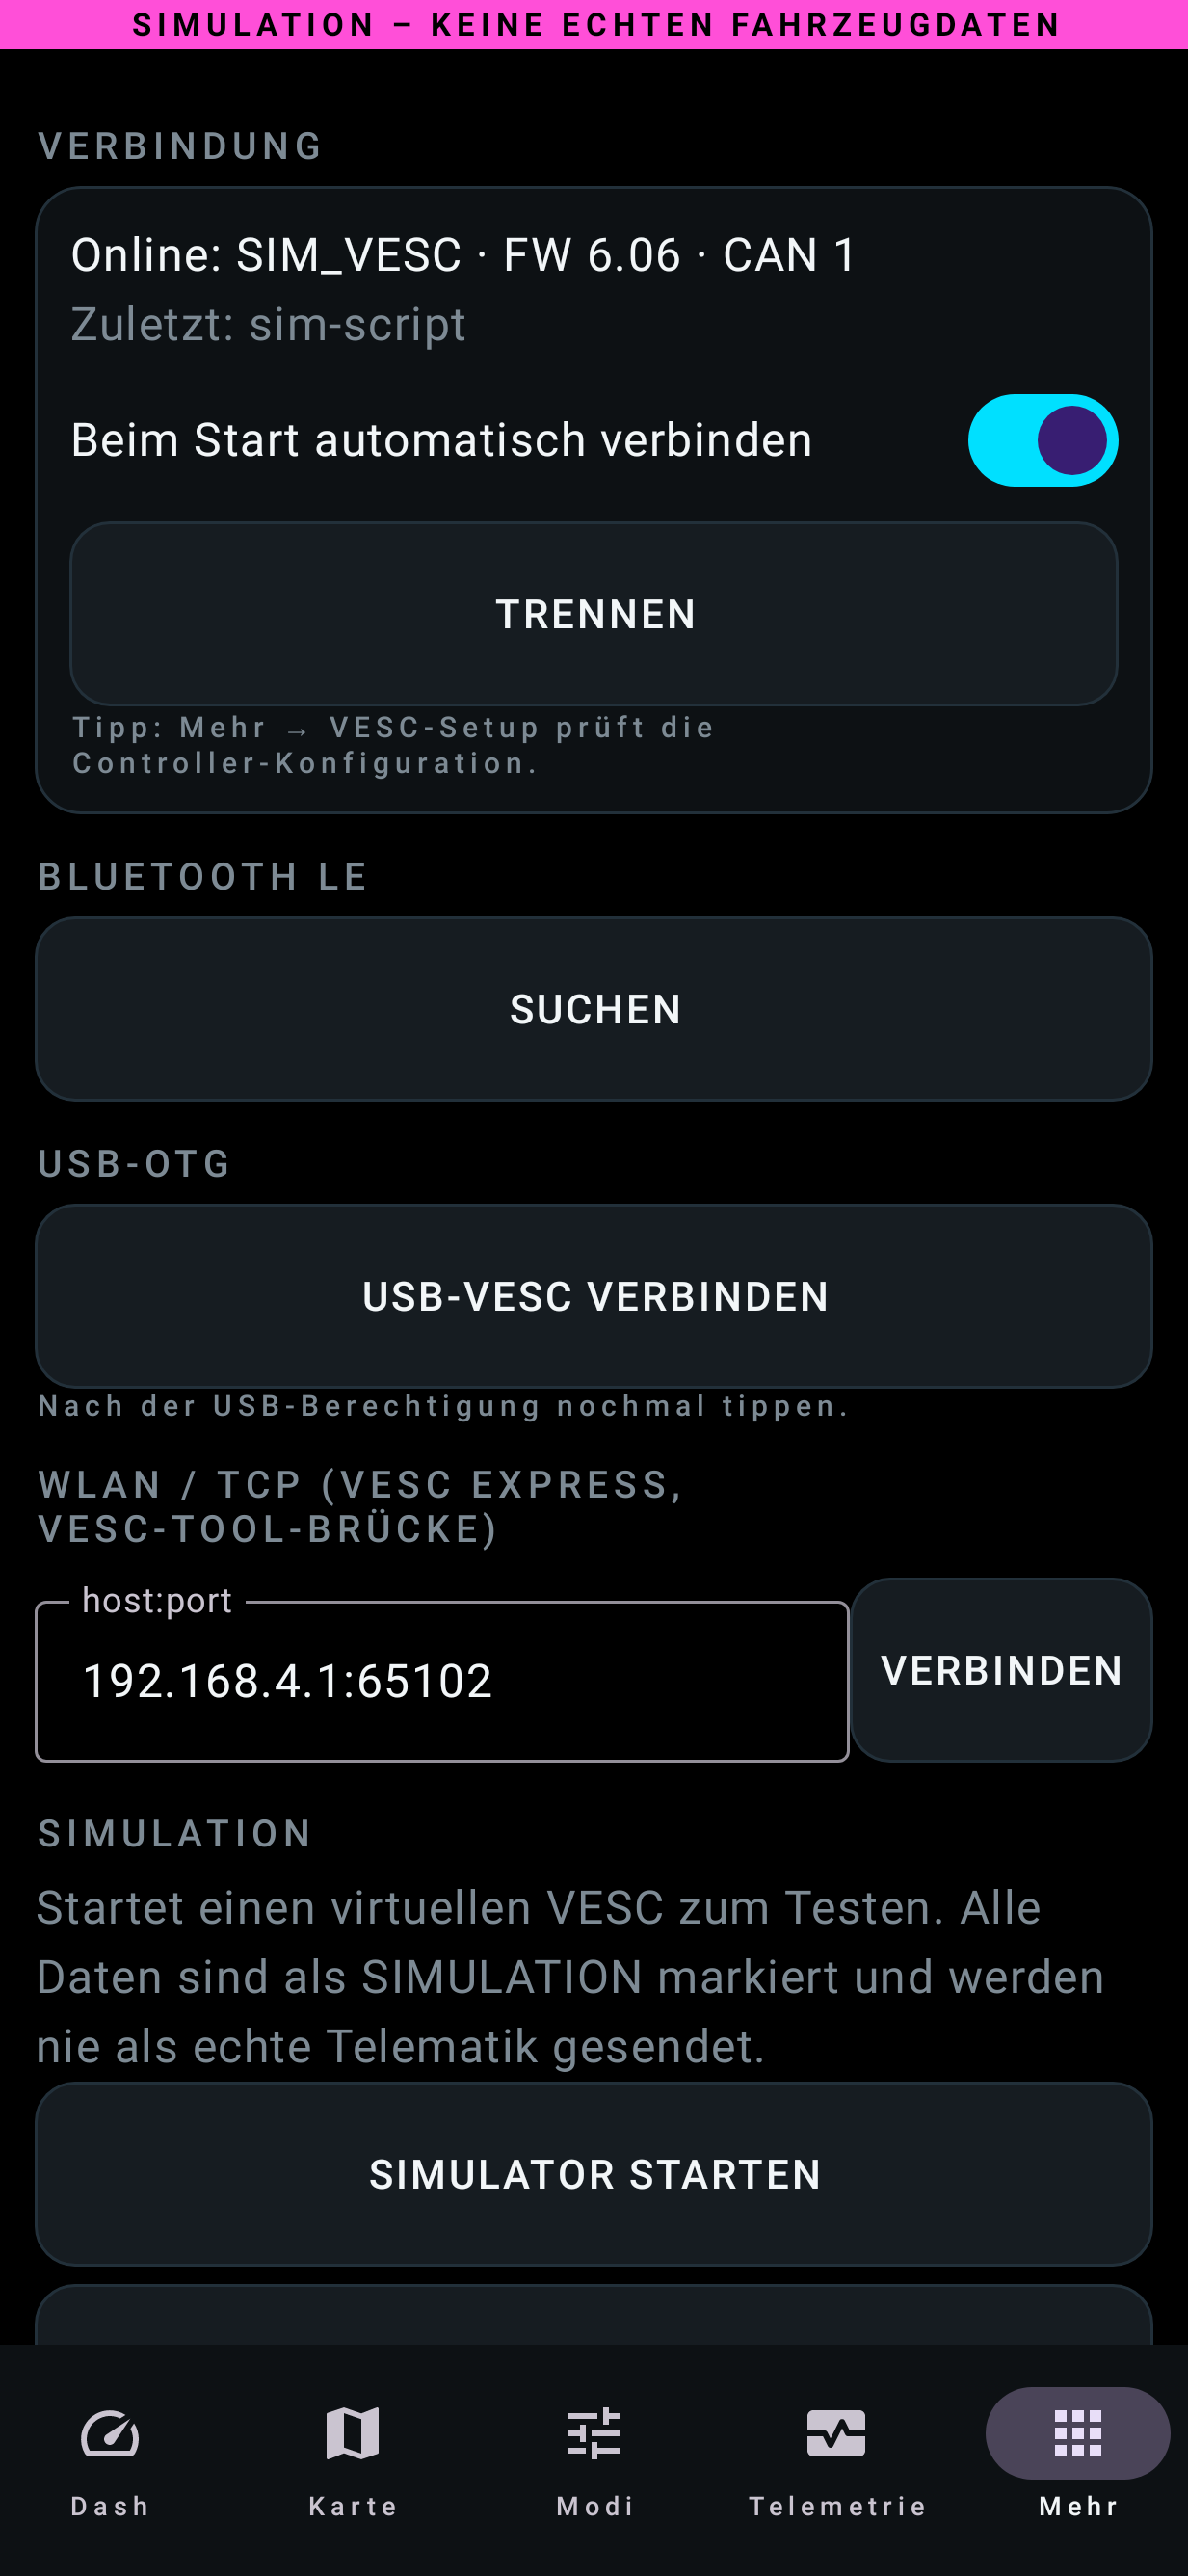 SIMULATION – KEINE ECHTEN FAHRZEUGDATEN
VERBINDUNG
Online: SIM_VESC · FW 6.06 · CAN 1
Zuletzt: sim-script
Beim Start automatisch verbinden
TRENNEN
Tipp: Mehr → VESC-Setup prüft die
Controller-Konfiguration.
BLUETOOTH LE
SUCHEN
USB-OTG
USB-VESC VERBINDEN
Nach der USB-Berechtigung nochmal tippen.
WLAN / TCP (VESC EXPRESS,
VESC-TOOL-BRÜCKE)
host:port
192.168.4.1:65102
VERBINDEN
SIMULATION
Startet einen virtuellen VESC zum Testen. Alle
Daten sind als SIMULATION markiert und werden
nie als echte Telematik gesendet.
SIMULATOR STARTEN
Dash
Karte
Modi
Telemetrie
Mehr